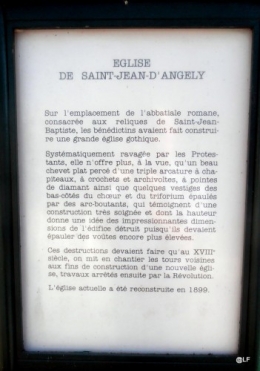 EGLISE
DE SAINT-JEAN-D'ANGELY
Sur l'emplacement de l'abbatiale romane,
consacrée aux reliques de Saint-Jean-
Baptiste, les bénédictins avaient fait construi-
re une grande église gothique.
Systématiquement ravagée par les Protes-
tants, elle n'offre plus, à la vue, qu'un beau
chevet plat percé d'une triple arcature à cha-
piteaux, à crochets et archivoltes, à pointes
de diamant ainsi que quelques vestiges des
bas-côtés du chœur et du triforium épaulés
par des arc-boutants, qui témoignent d'une
construction très soignée et dont la hauteur
donne une idée des impressionnantes dimen-
sions de l'édifice détruit puisqu'ils devaient
épauler des voûtes encore plus élevées.
Ces destructions devaient faire qu'au XVIIIe
siècle, on mit en chantier les tours voisines
aux fins de construction d'une nouvelle égli-
se, travaux arrêtés ensuite par la Révolution.
L'église actuelle a été reconstruite en 1899.
@LF